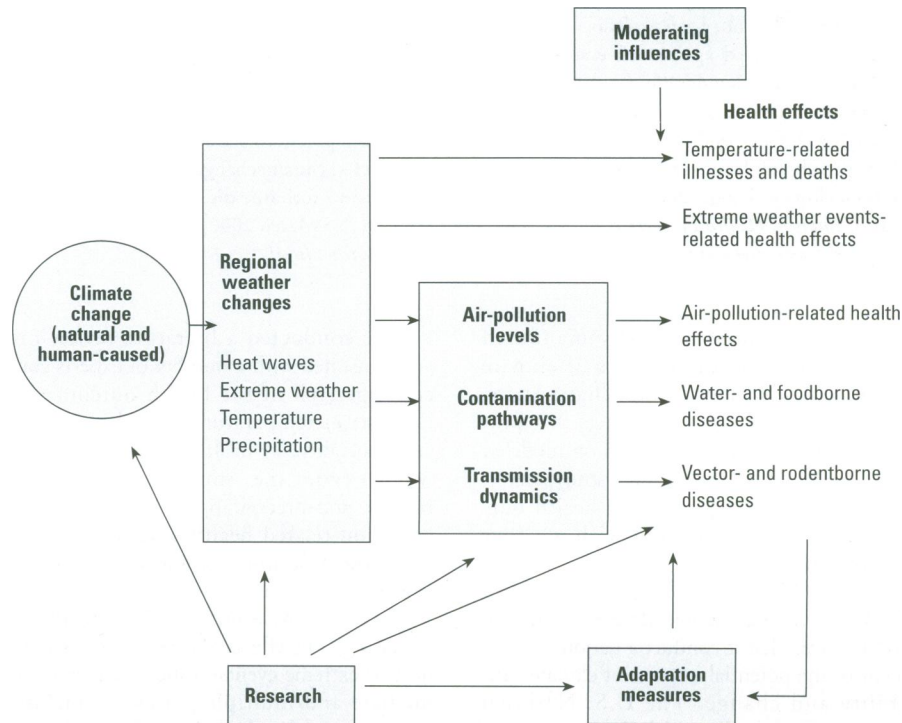 Moderating
influences
Health effects
Temperature-related
illnesses and deaths
Extreme weather events-
related health effects
Regional
weather
changes
Heat waves
Extreme weather
Temperature
Precipitation
Climate
change
(natural and
human-caused)
Air-pollution
levels
Contamination
pathways
Transmission
dynamics
Air-pollution-related health
effects
Water- and foodborne
diseases
Vector- and rodentborne
diseases
Research
Adaptation
measures